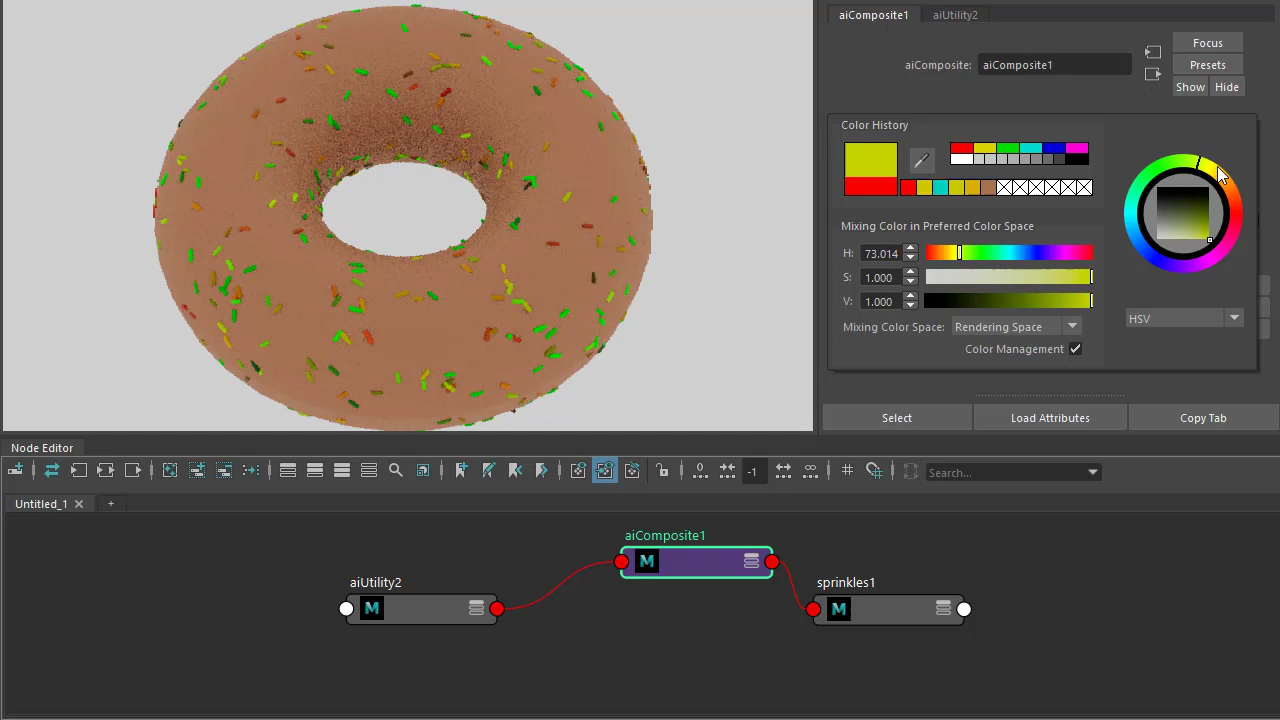 aiComposite1 aiUtility2
Focus
aiComposite: aiComposite1
Presets
Show Hide
Color History
Mixing Color in Preferred Color Space
H: 73.014
S: 1.000
V: 1.000
HSV
Mixing Color Space: Rendering Space
Color Management
Select Load Attributes Copy Tab
Node Editor
-1 Search...
Untitled_1 +
aiComposite1
M
aiUtility2 sprinkles1
M M